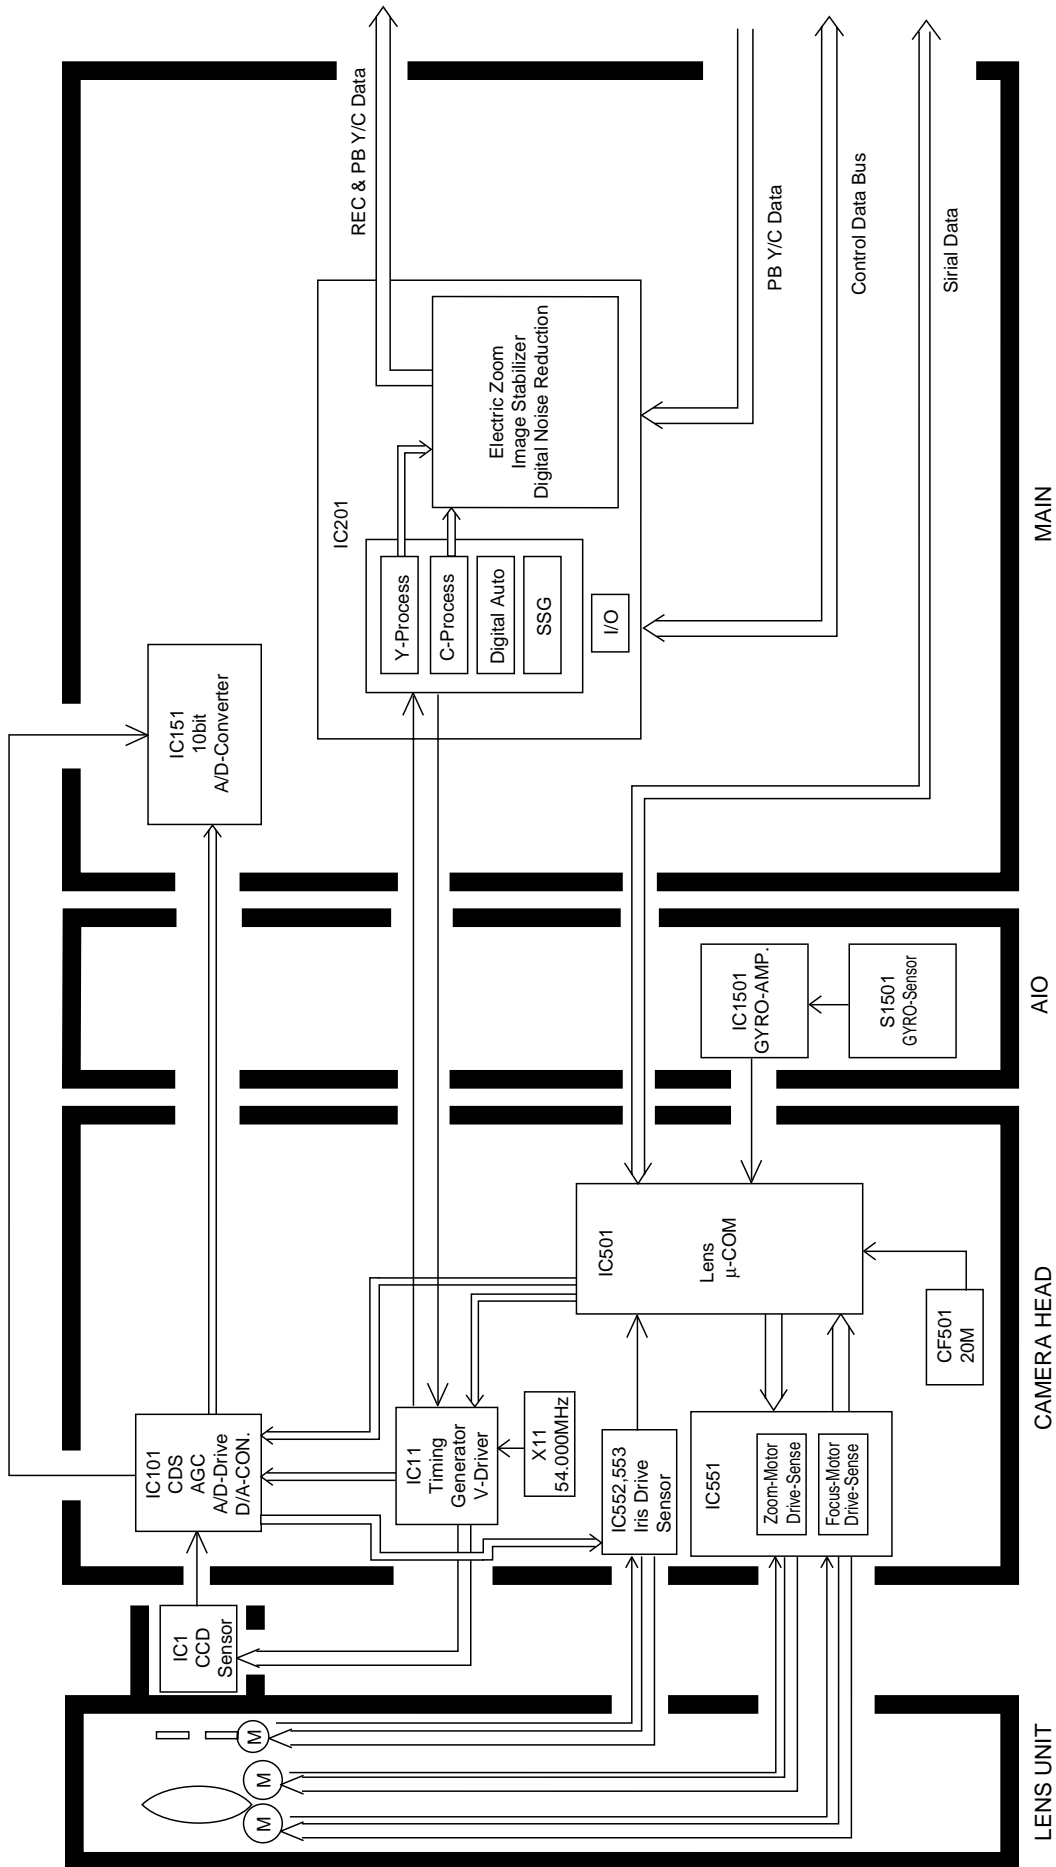 LENS UNIT
CAMERA HEAD
AIO
MAIN
M
M
M
IC1
CCD
Sensor
IC101
CDS
AGC
A/D-Drive
D/A-CON.
IC11
Timing
Generator
V-Driver
X11
54.000MHz
IC552,553
Iris Drive
Sensor
IC551
Zoom-Motor
Drive-Sense
Focus-Motor
Drive-Sense
IC501
Lens
µ-COM
CF501
20M
IC1501
GYRO-AMP.
S1501
GYRO-Sensor
IC151
10bit
A/D-Converter
IC201
Y-Process
C-Process
Digital Auto
SSG
I/O
Electric Zoom
Image Stabilizer
Digital Noise Reduction
REC & PB Y/C Data
PB Y/C Data
Control Data Bus
Sirial Data